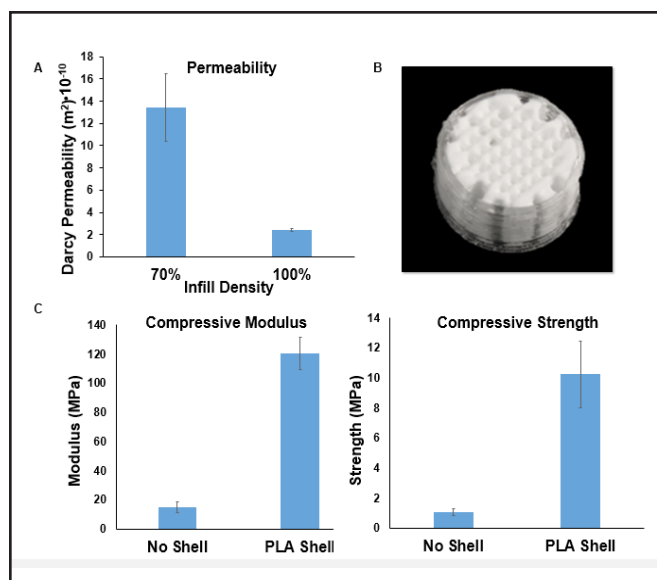 A
Permeability
B
Darcy Permeability (m²)*10⁻¹⁰
18
16
14
12
10
8
6
4
2
0
70%
100%
Infill Density
C
Compressive Modulus
Modulus (MPa)
140
120
100
80
60
40
20
0
No Shell
PLA Shell
Compressive Strength
Strength (MPa)
14
12
10
8
6
4
2
0
No Shell
PLA Shell